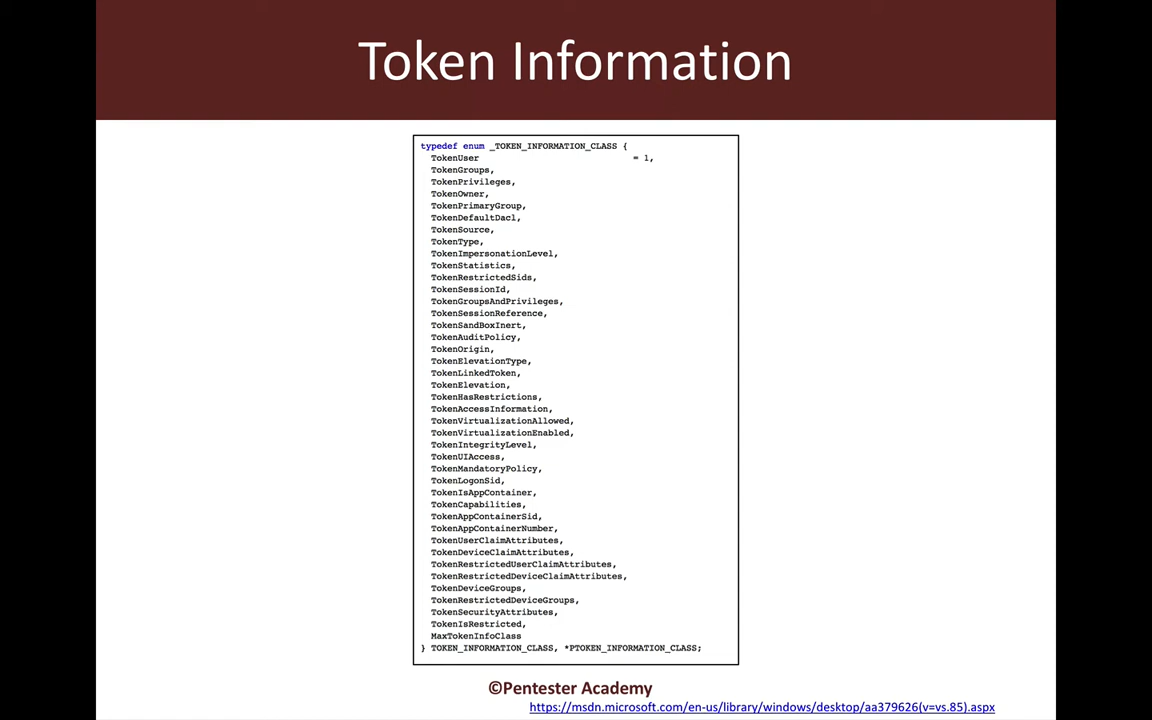 Token Information
typedef enum _TOKEN_INFORMATION_CLASS {
TokenUser = 1,
TokenGroups,
TokenPrivileges,
TokenOwner,
TokenPrimaryGroup,
TokenDefaultDacl,
TokenSource,
TokenType,
TokenImpersonationLevel,
TokenStatistics,
TokenRestrictedSids,
TokenSessionId,
TokenGroupsAndPrivileges,
TokenSessionReference,
TokenSandBoxInert,
TokenAuditPolicy,
TokenOrigin,
TokenElevationType,
TokenLinkedToken,
TokenElevation,
TokenHasRestrictions,
TokenAccessInformation,
TokenVirtualizationAllowed,
TokenVirtualizationEnabled,
TokenIntegrityLevel,
TokenUIAccess,
TokenMandatoryPolicy,
TokenLogonSid,
TokenIsAppContainer,
TokenCapabilities,
TokenAppContainerSid,
TokenAppContainerNumber,
TokenUserClaimAttributes,
TokenDeviceClaimAttributes,
TokenRestrictedUserClaimAttributes,
TokenRestrictedDeviceClaimAttributes,
TokenDeviceGroups,
TokenRestrictedDeviceGroups,
TokenSecurityAttributes,
TokenIsRestricted,
MaxTokenInfoClass
} TOKEN_INFORMATION_CLASS, *PTOKEN_INFORMATION_CLASS;
©Pentester Academy
https://msdn.microsoft.com/en-us/library/windows/desktop/aa379626(v=vs.85).aspx